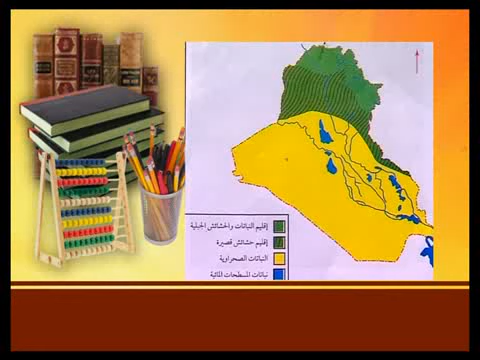 إقليم النباتات والحشائش الجبلية
إقليم حشائش قصيرة
النباتات الصحراوية
نباتات المسطحات المائية